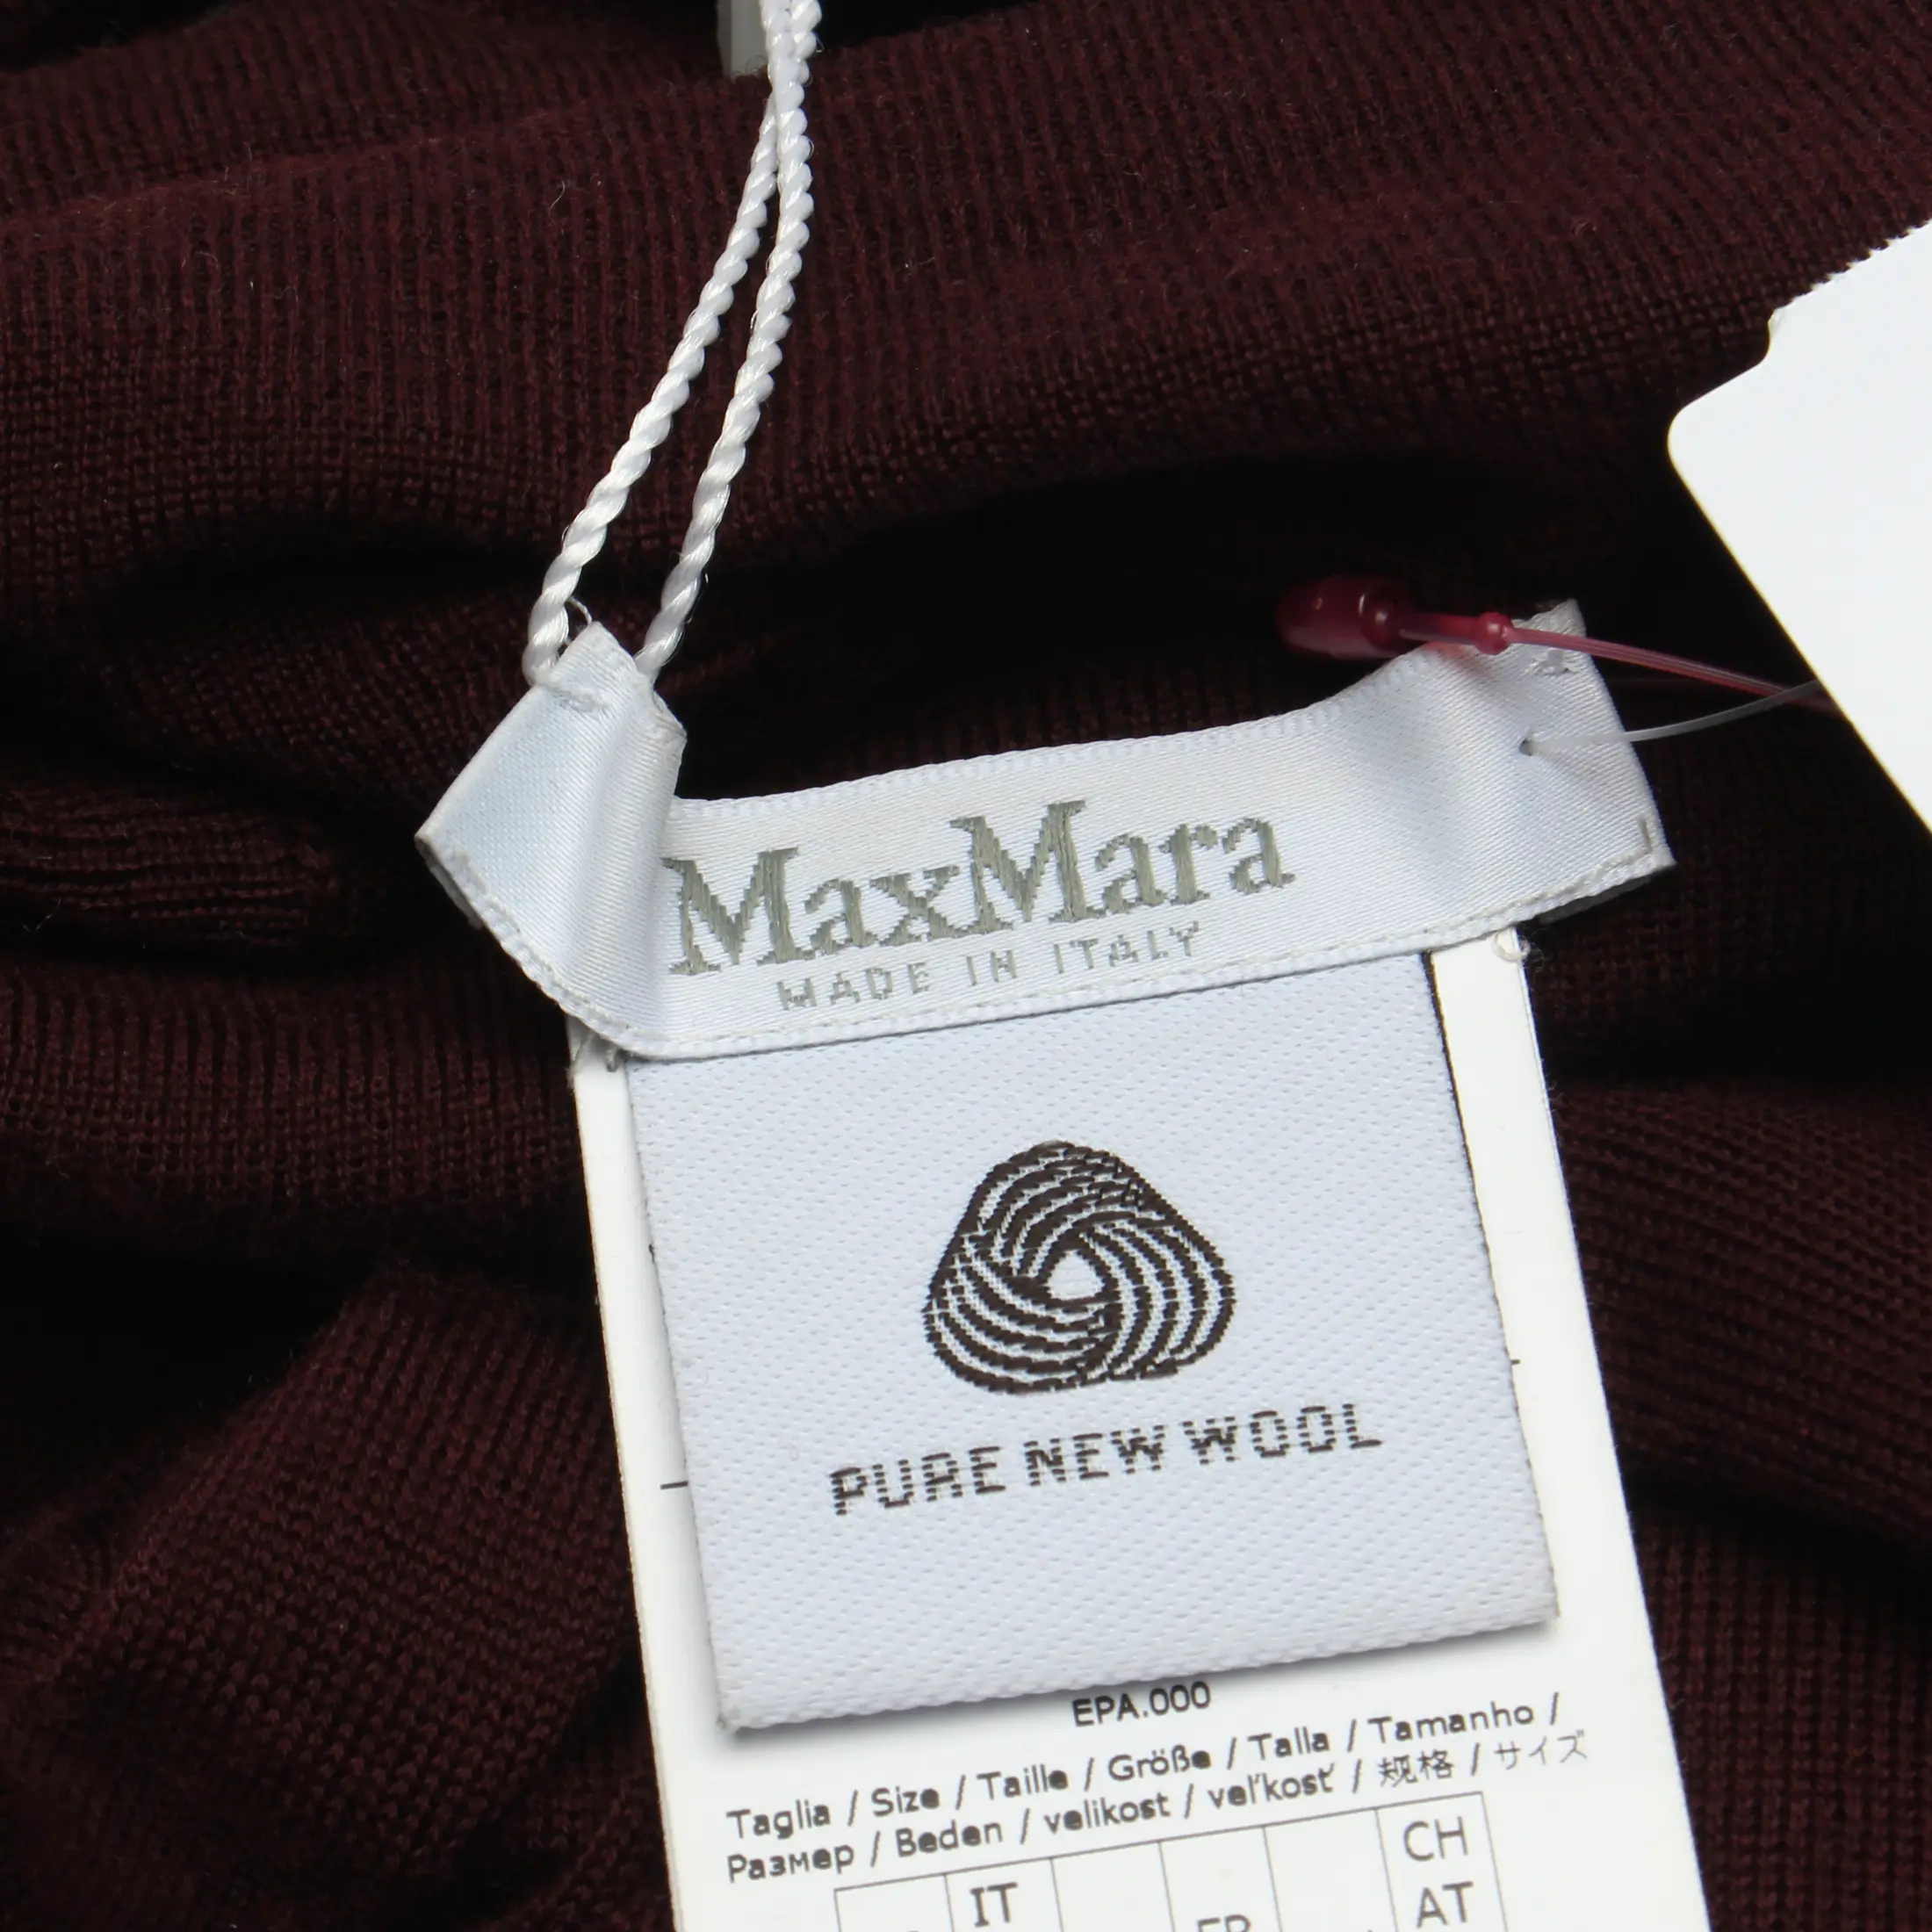 MaxMara
MADE IN ITALY
PURE NEW WOOL
EPA.000
Taglia / Size / Taille / Größe / Talla / Tamanho /
Размер / Beden / velikost / veľkosť / 规格 / サイズ
CH
IT
AT